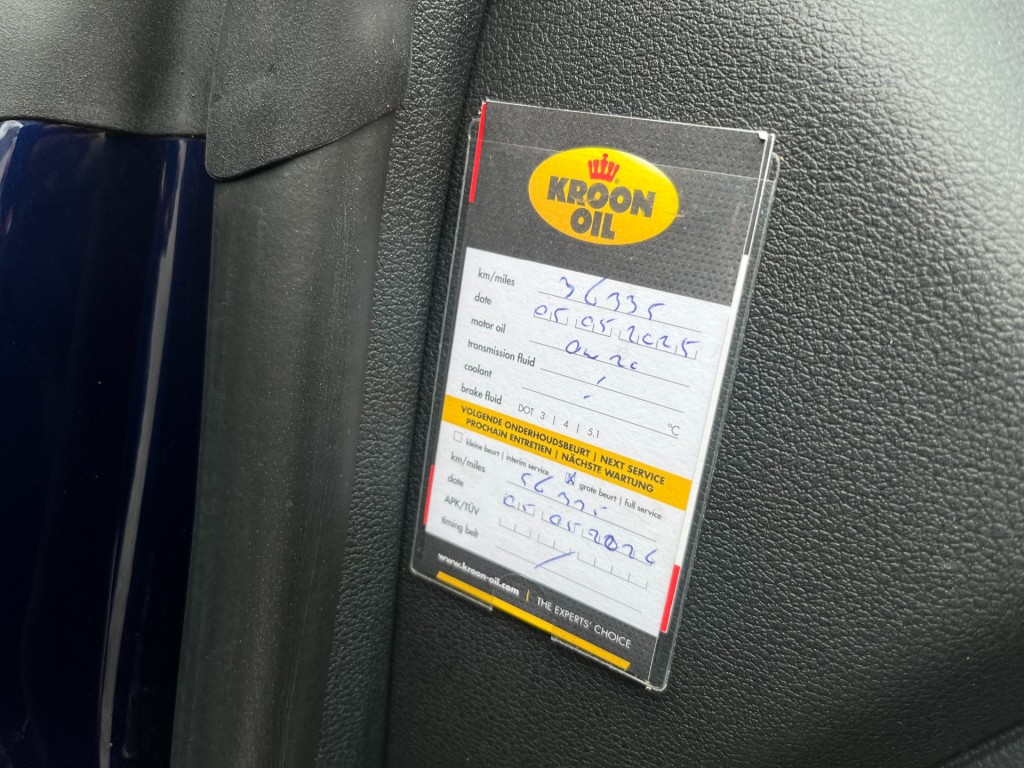 KROON
OIL
km/miles 36335
date 05 05 2025
motor oil 0w20
transmission fluid /
coolant - °C
brake fluid DOT 3 | 4 | 5.1
VOLGENDE ONDERHOUDSBEURT | NEXT SERVICE
PROCHAIN ENTRETIEN | NÄCHSTE WARTUNG
kleine beurt | interim service grote beurt | full service
km/miles 56335
date 05 05 2026
APK/TÜV
timing belt /
www.kroon-oil.com | THE EXPERTS' CHOICE